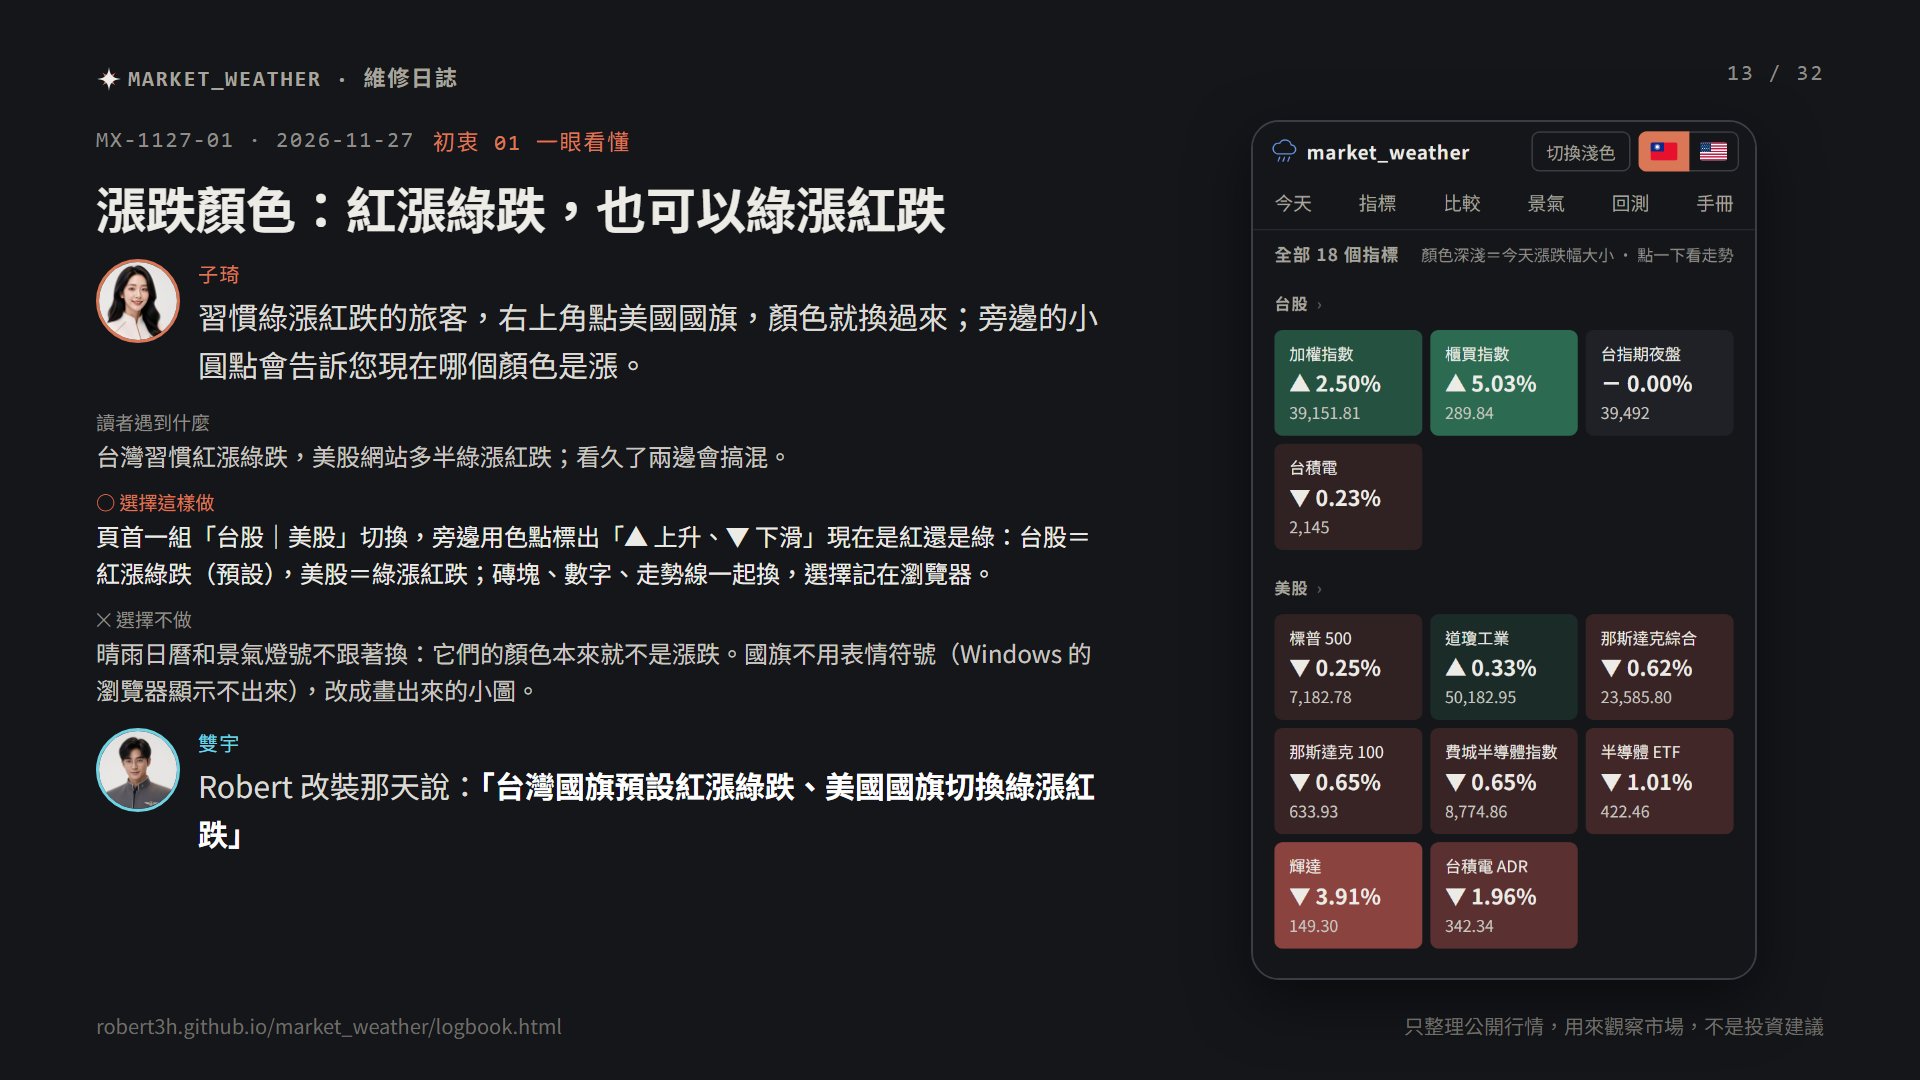 MARKET_WEATHER · 維修日誌
13 / 32
MX-1127-01 · 2026-11-27 初衷 01 一眼看懂
漲跌顏色：紅漲綠跌，也可以綠漲紅跌
子琦
習慣綠漲紅跌的旅客，右上角點美國國旗，顏色就換過來；旁邊的小
圓點會告訴您現在哪個顏色是漲。
讀者遇到什麼
台灣習慣紅漲綠跌，美股網站多半綠漲紅跌；看久了兩邊會搞混。
○ 選擇這樣做
頁首一組「台股｜美股」切換，旁邊用色點標出「▲ 上升、▼ 下滑」現在是紅還是綠：台股＝
紅漲綠跌（預設），美股＝綠漲紅跌；磚塊、數字、走勢線一起換，選擇記在瀏覽器。
✕ 選擇不做
晴雨日曆和景氣燈號不跟著換：它們的顏色本來就不是漲跌。國旗不用表情符號（Windows 的
瀏覽器顯示不出來），改成畫出來的小圖。
雙宇
Robert 改裝那天說：「台灣國旗預設紅漲綠跌、美國國旗切換綠漲紅
跌」
market_weather
切換淺色
今天 指標 比較 景氣 回測 手冊
全部 18 個指標 顏色深淺＝今天漲跌幅大小 · 點一下看走勢
台股 ›
加權指數
▲ 2.50%
39,151.81
櫃買指數
▲ 5.03%
289.84
台指期夜盤
– 0.00%
39,492
台積電
▼ 0.23%
2,145
美股 ›
標普 500
▼ 0.25%
7,182.78
道瓊工業
▲ 0.33%
50,182.95
那斯達克綜合
▼ 0.62%
23,585.80
那斯達克 100
▼ 0.65%
633.93
費城半導體指數
▼ 0.65%
8,774.86
半導體 ETF
▼ 1.01%
422.46
輝達
▼ 3.91%
149.30
台積電 ADR
▼ 1.96%
342.34
robert3h.github.io/market_weather/logbook.html
只整理公開行情，用來觀察市場，不是投資建議